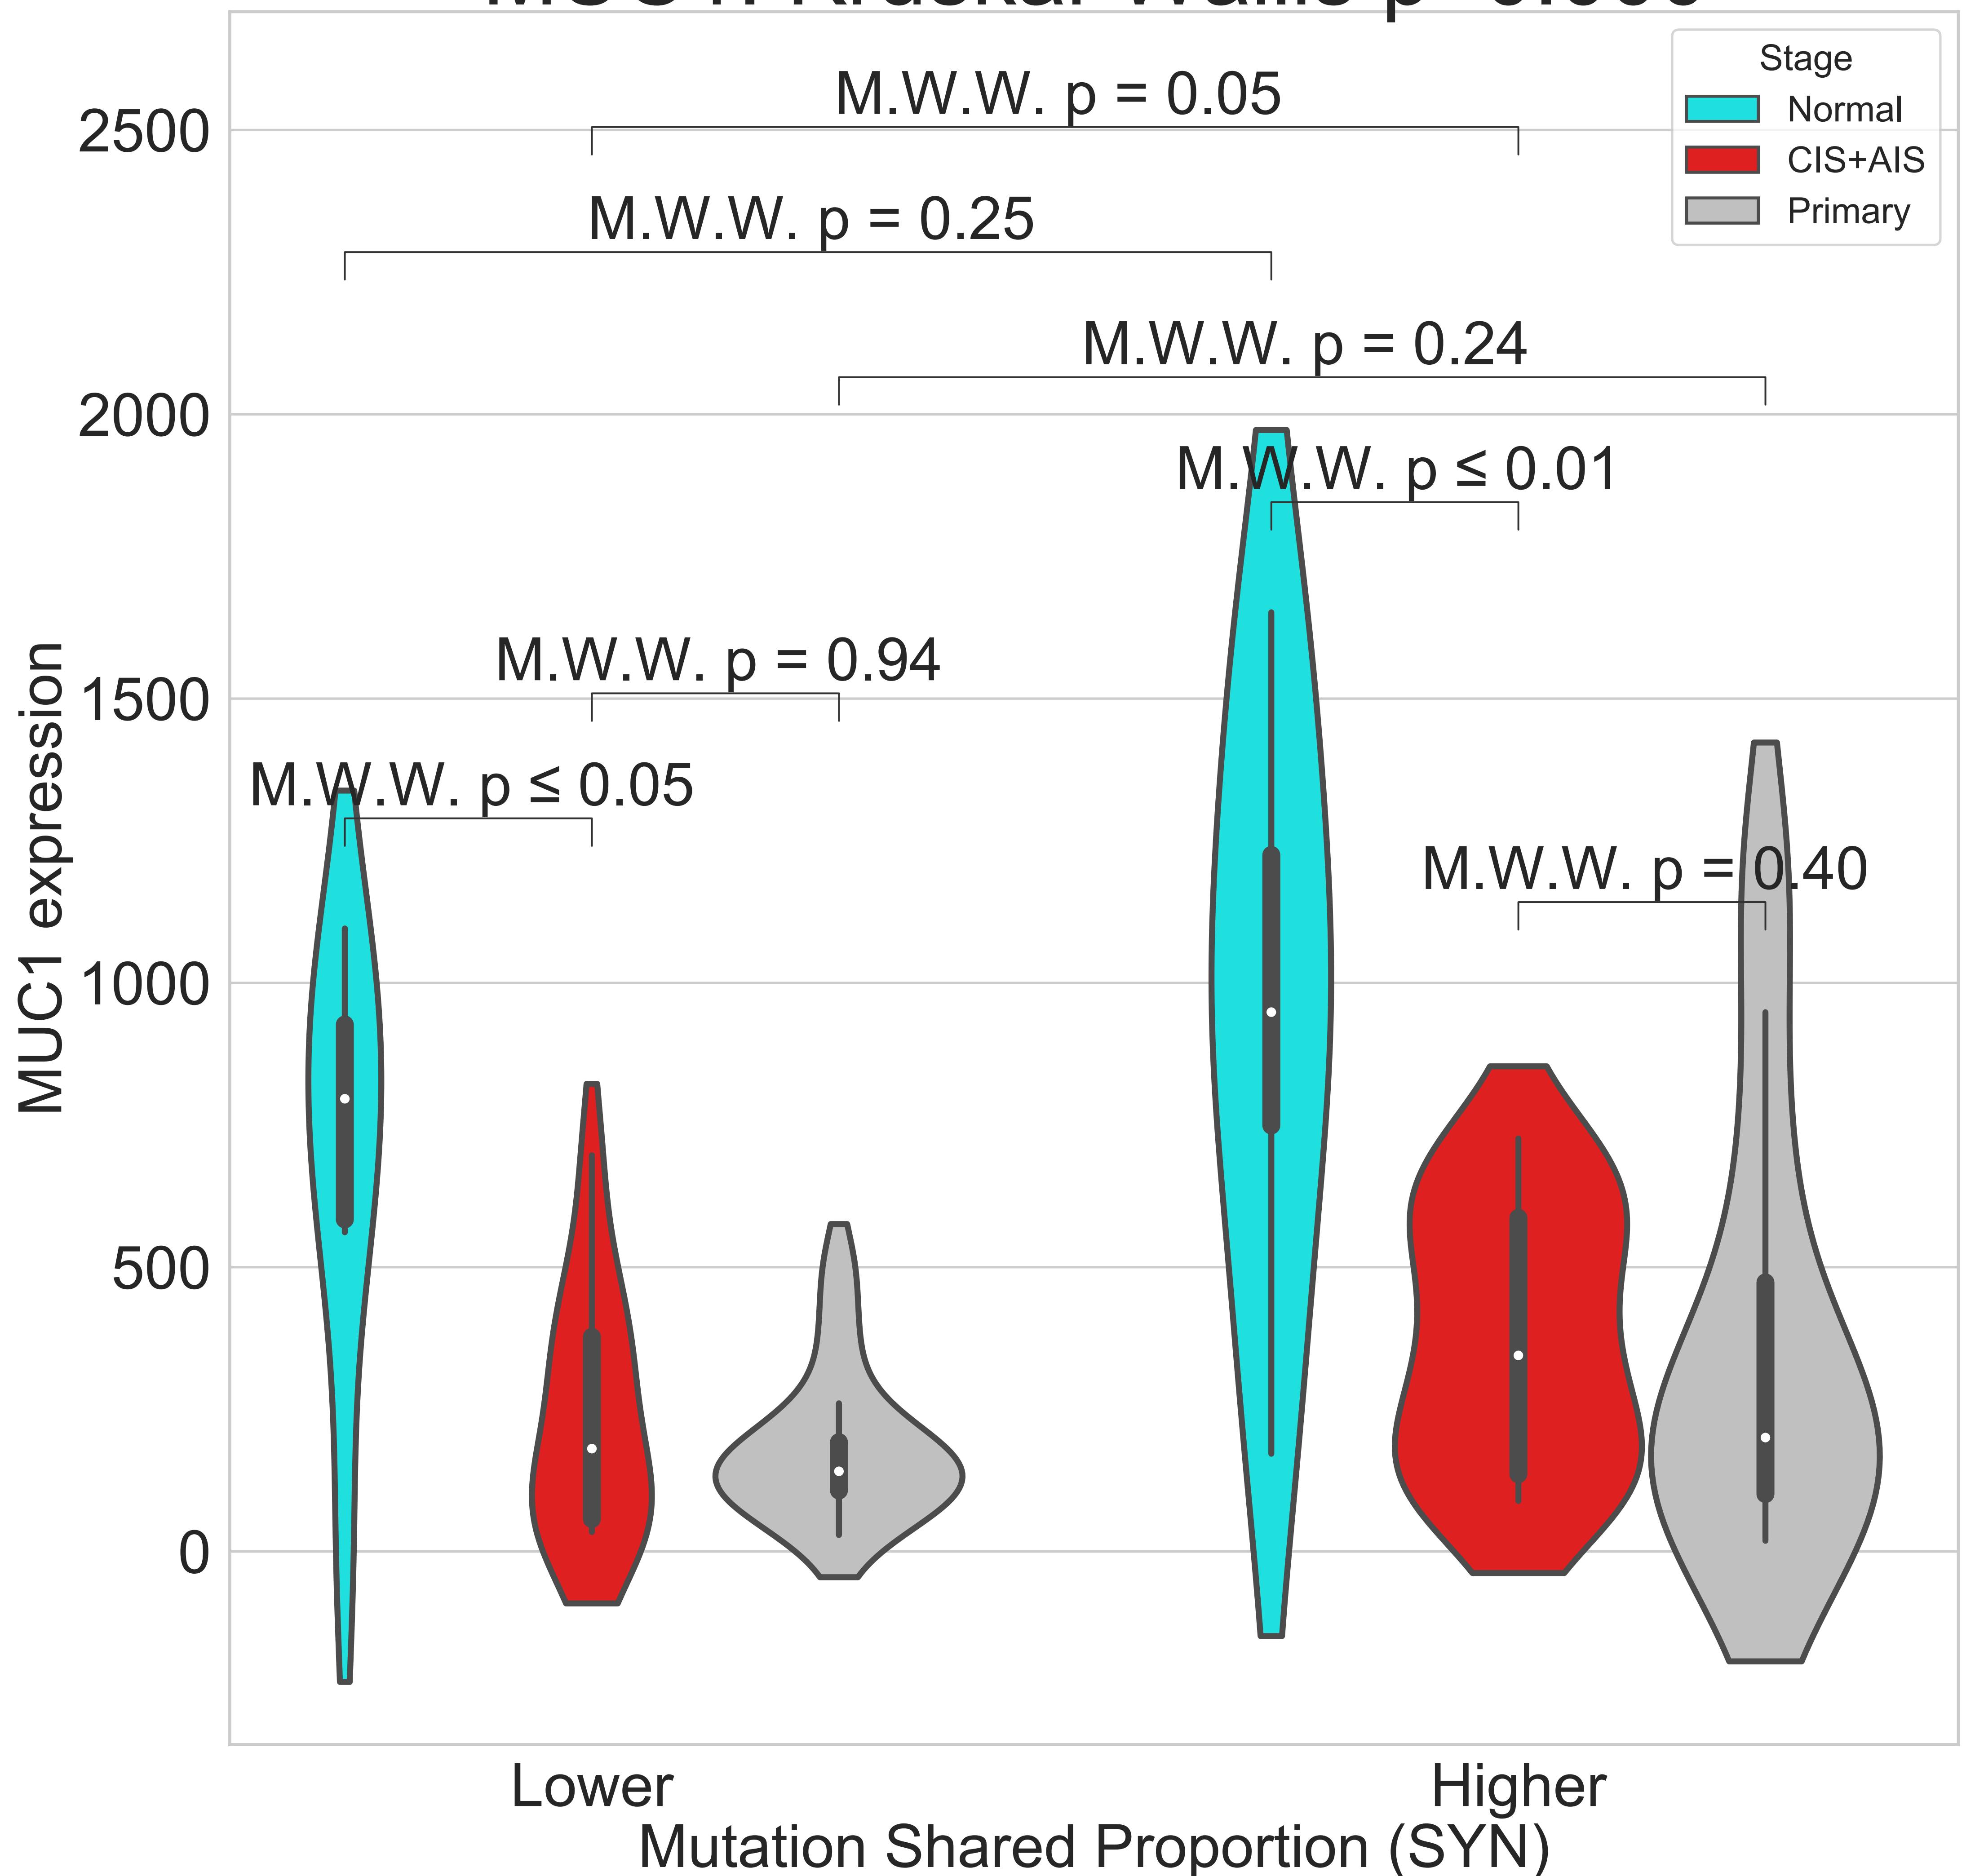 Stage
Normal
CIS+AIS
Primary
M.W.W. p = 0.05
M.W.W. p = 0.25
M.W.W. p = 0.24
M.W.W. p ≤ 0.01
M.W.W. p = 0.94
M.W.W. p ≤ 0.05
M.W.W. p = 0.40
2500
2000
1500
1000
500
0
MUC1 expression
Lower
Higher
Mutation Shared Proportion (SYN)